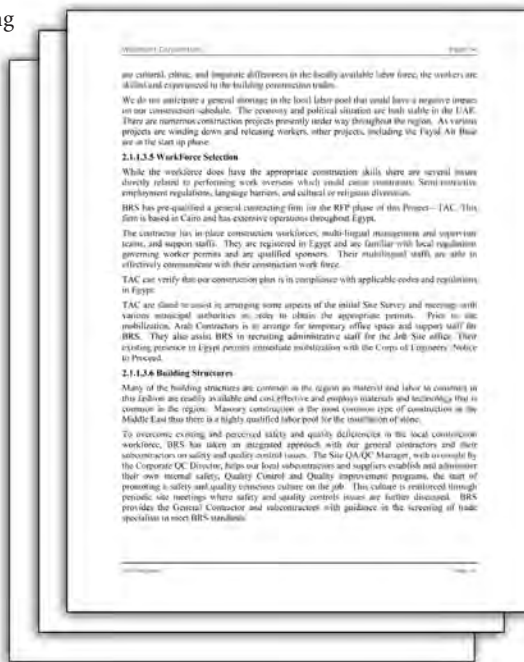 ng
are cultural, ethnic, and linguistic differences in the locally available labor force, the workers are
skilled and experienced in the building construction trades.
We do not anticipate a general shortage in the local labor pool that could have a negative impact
on our construction schedule. The economy and political situation are both stable in the UAE.
There are numerous construction projects presently under way throughout the region. As various
projects are winding down and releasing workers, other projects, including the Fayid Air Base
are at the start up phase.
2.1.1.3.5 WorkForce Selection
While the workforce does have the appropriate construction skills there are several issues
directly related to performing work overseas which could cause constraints: Semi-restrictive
employment regulations, language barriers, and cultural or religious diversities.
BRS has pre-qualified a general contracting firm for the RFP phase of this Project—TAC. This
firm is based in Cairo and has extensive operations throughout Egypt.
The contractor has in-place construction workforces, multi-lingual management and supervision
teams, and support staffs. They are registered in Egypt and are familiar with local regulations
governing worker permits and are qualified sponsors. Their multilingual staffs are able to
effectively communicate with their construction work force.
TAC can verify that our construction plan is in compliance with applicable codes and regulations
in Egypt.
TAC are slated to assist in arranging some aspects of the initial Site Survey and meetings with
various municipal authorities in order to obtain the appropriate permits. Prior to site
mobilization, Arab Contractors is to arrange for temporary office space and support staff for
BRS. They also assist BRS in recruiting administrative staff for the Job Site office. Their
existing presence in Egypt permits immediate mobilization with the Corps of Engineers' Notice
to Proceed.
2.1.1.3.6 Building Structures
Many of the building structures are common in the region as material and labor to construct in
this fashion are readily available and cost effective and employs materials and technology that is
common in the region. Masonry construction is the most common type of construction in the
Middle East thus there is a highly qualified labor pool for the installation of stone.
To overcome existing and perceived safety and quality deficiencies in the local construction
workforce, BRS has taken an integrated approach with our general contractors and their
subcontractors on safety and quality control issues. The Site QA/QC Manager, with oversight by
the Corporate QC Director, helps our local subcontractors and suppliers establish and administer
their own internal safety, Quality Control and Quality improvement programs, the start of
promoting a safety and quality conscious culture on the job. This culture is reinforced through
periodic site meetings where safety and quality controls issues are further discussed. BRS
provides the General Contractor and subcontractors with guidance in the screening of trade
specialists to meet BRS standards.